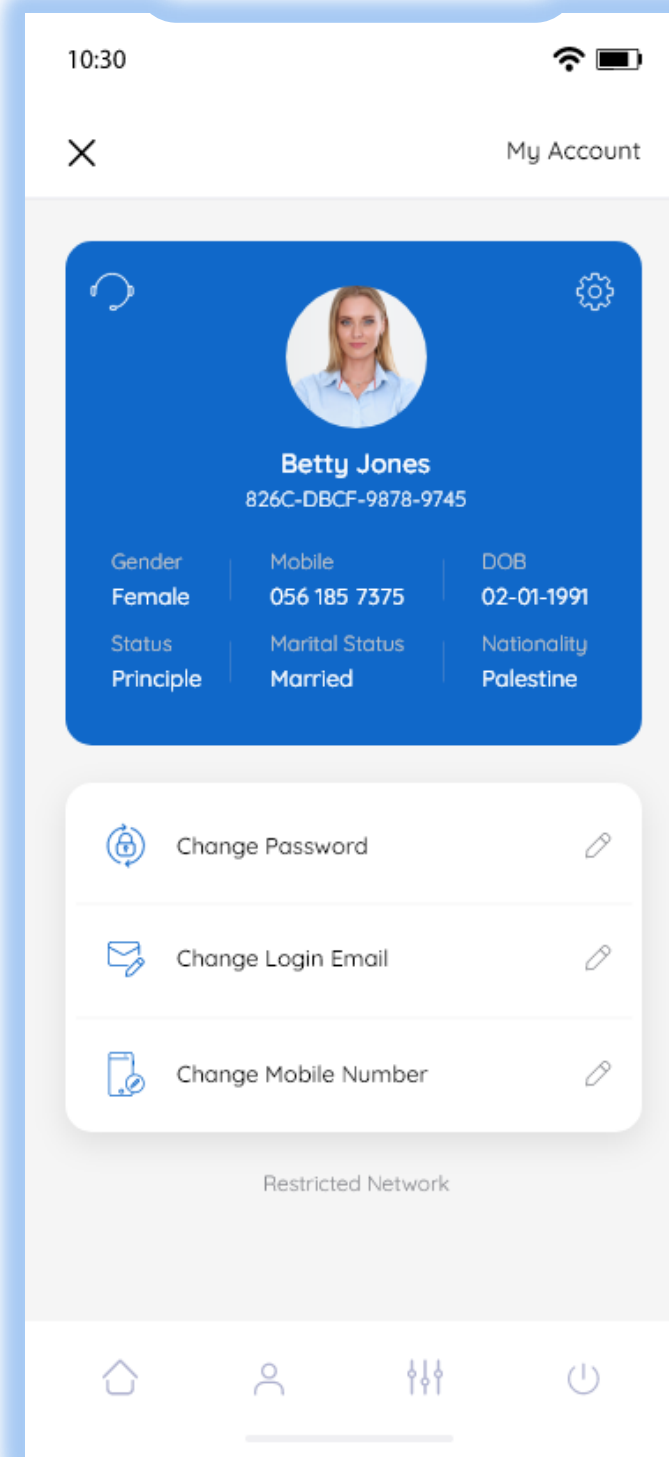 10:30
My Account
Betty Jones
826C-DBCF-9878-9745
Gender Mobile DOB
Female 056 185 7375 02-01-1991
Status Marital Status Nationality
Principle Married Palestine
Change Password
Change Login Email
Change Mobile Number
Restricted Network